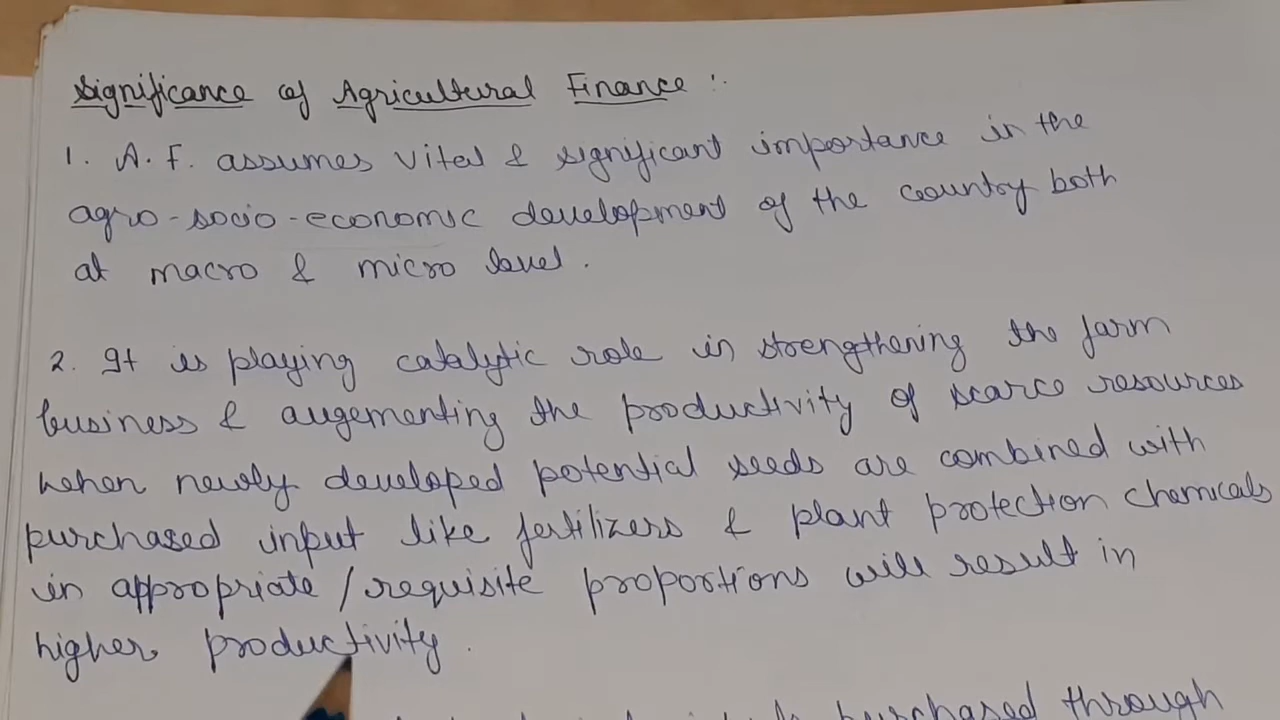 Significance of Agricultural Finance :-
1. A.F. assumes vital & significant importance in the
agro-socio-economic development of the country both
at macro & micro level.
2. It is playing catalytic role in strengthening the farm
business & augementing the productivity of scarce resources
when newly developed potential seeds are combined with
purchased input like fertilizers & plant protection chemicals
in appropriate / requisite proportions will result in
higher productivity.
purchased through